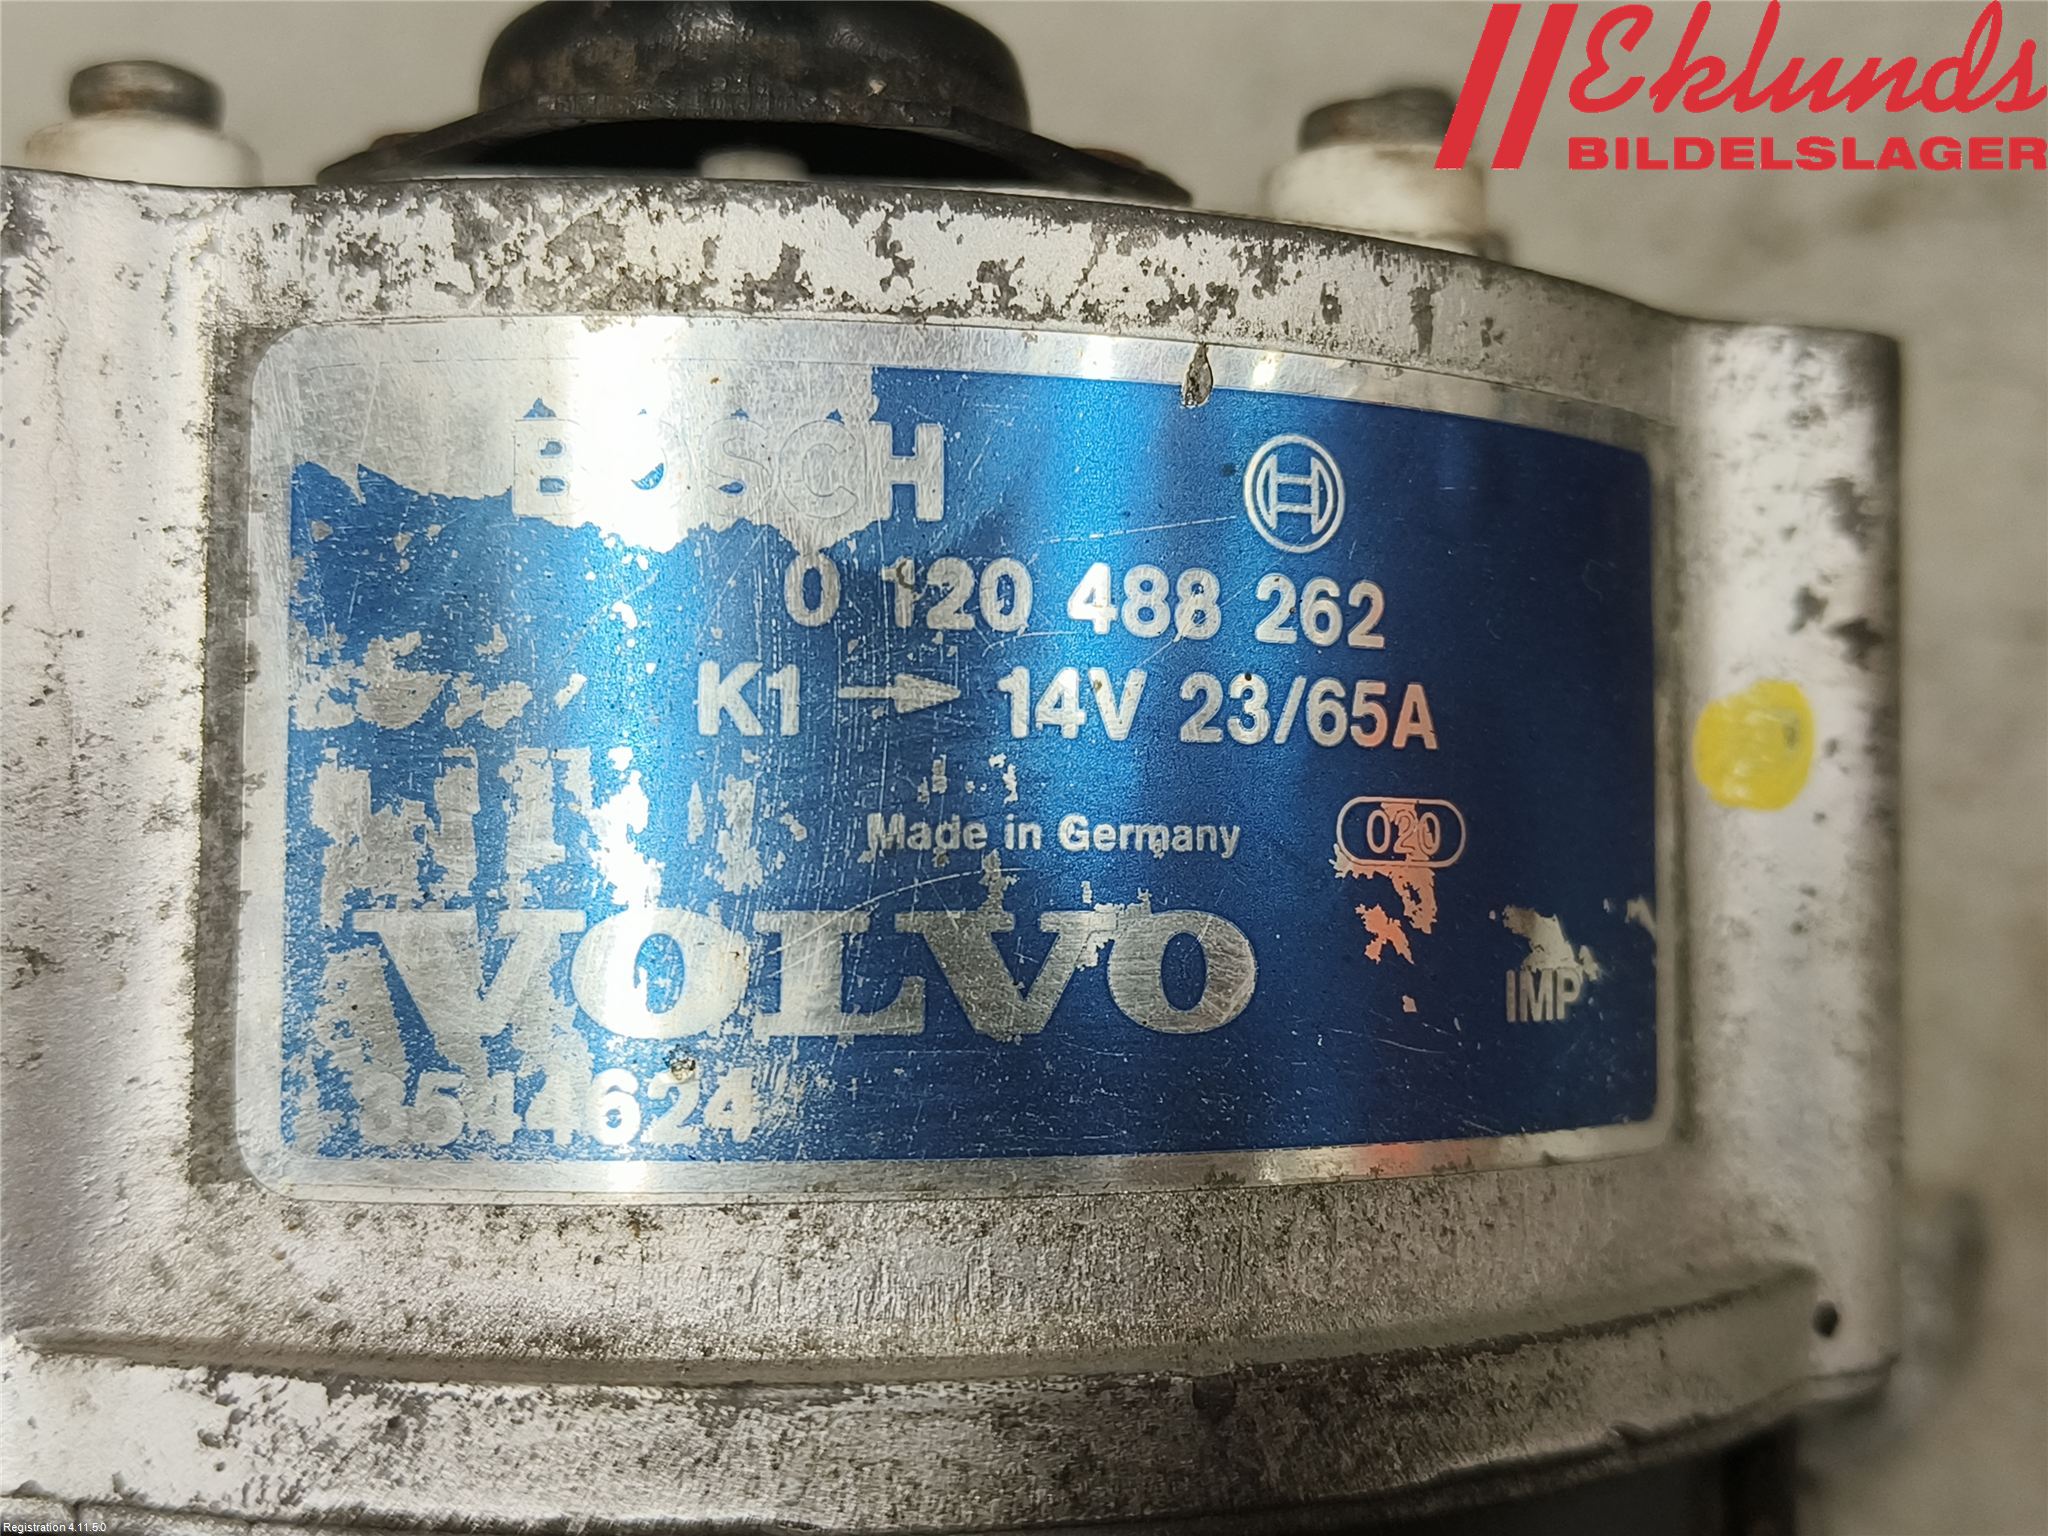 Eklunds
BILDELSLAGER
BOSCH
0 120 488 262
K1 → 14V 23/65A
Made in Germany 020
VOLVO
IMP
3544624
Registration 4.11.5.0